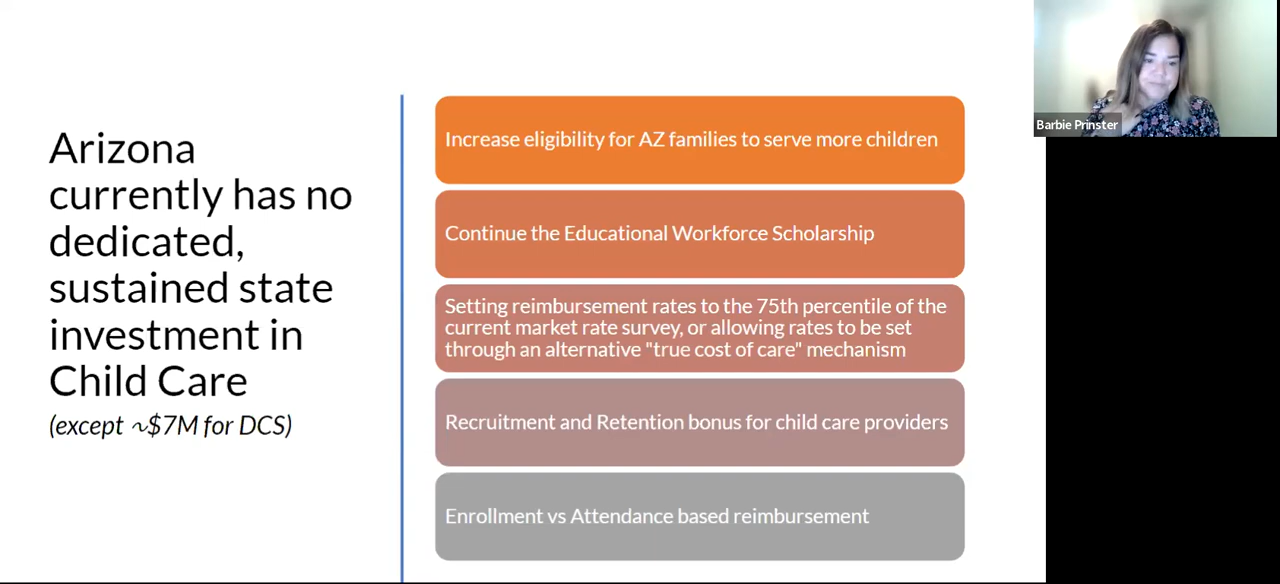 Arizona
currently has no
dedicated,
sustained state
investment in
Child Care
(except ~$7M for DCS)
Increase eligibility for AZ families to serve more children
Continue the Educational Workforce Scholarship
Setting reimbursement rates to the 75th percentile of the
current market rate survey, or allowing rates to be set
through an alternative "true cost of care" mechanism
Recruitment and Retention bonus for child care providers
Enrollment vs Attendance based reimbursement
Barbie Prinster